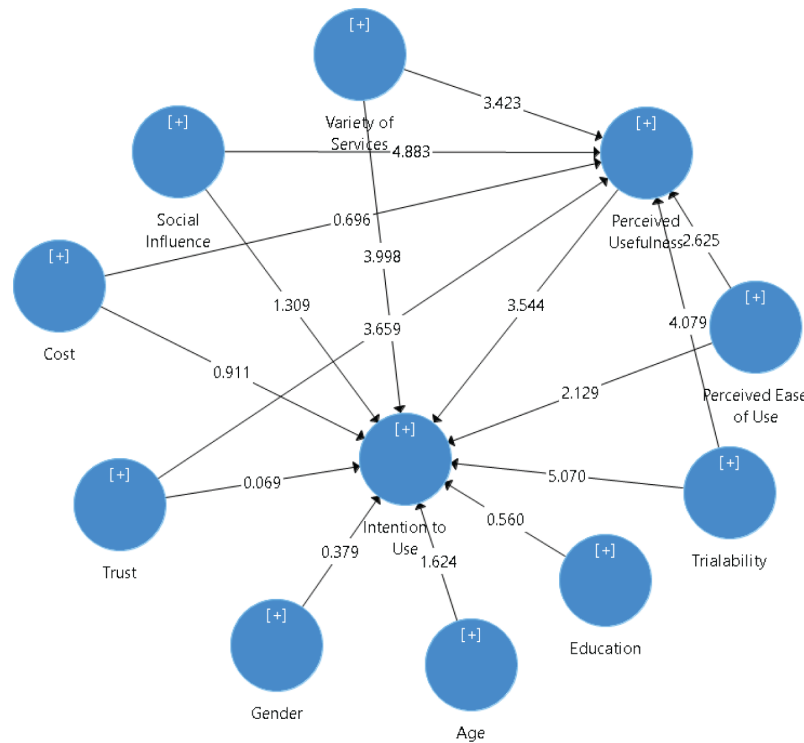 [+]
3.423
Variety of
Services
[+]
Perceived
Usefulness
[+]
4.883
Social
Influence
0.696
2.625
3.998
[+]
Cost
1.309
3.544
[+]
4.079
3.659
Perceived Ease
of Use
0.911
2.129
[+]
Intention to
Use
[+]
Trust
0.069
5.070
[+]
Trialability
0.560
0.379
1.624
[+]
Education
[+]
Gender
[+]
Age